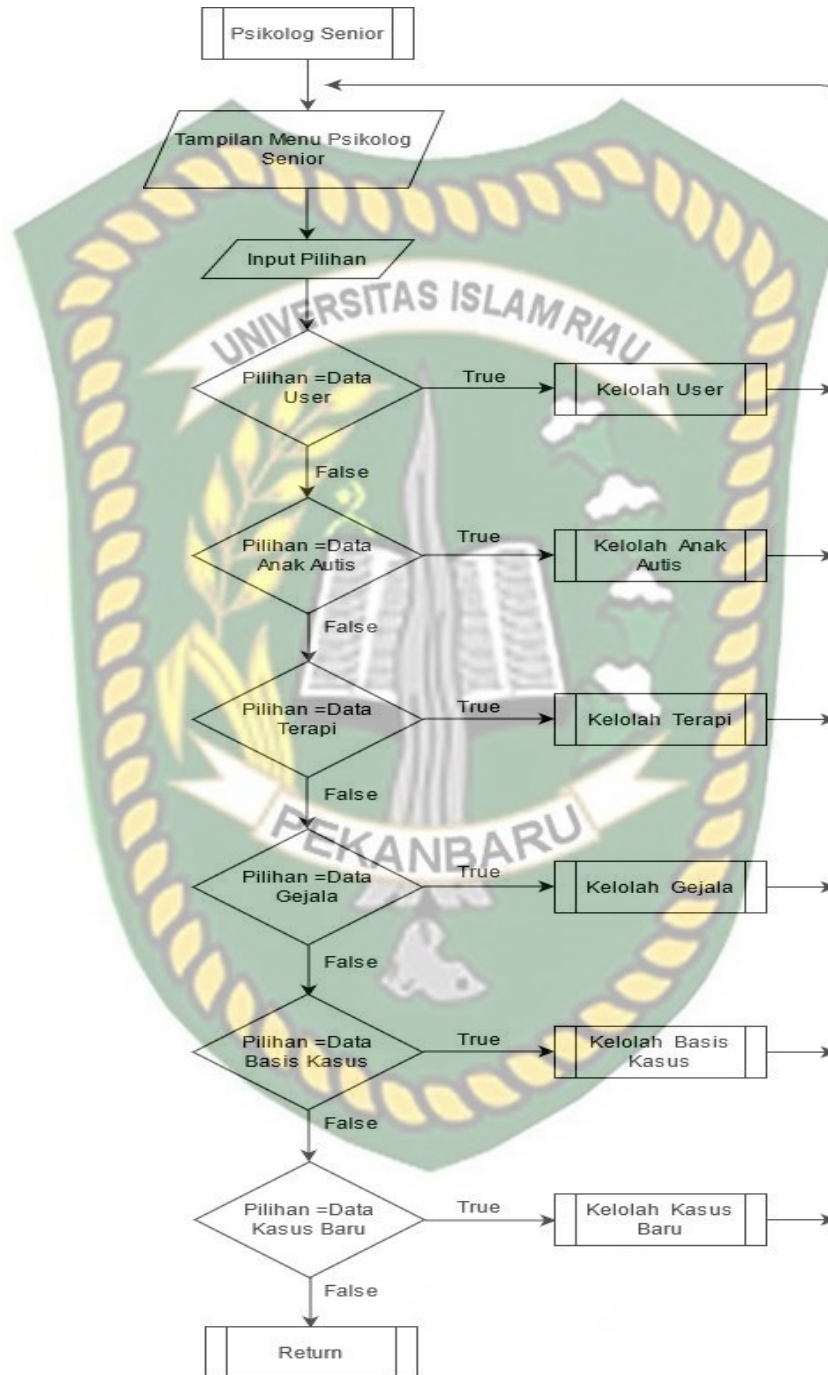 Psikolog Senior
Tampilan Menu Psikolog
Senior
Input Pilihan
UNIVERSITAS ISLAM RIAU
Pilihan =Data
User
True
Kelolah User
False
Pilihan =Data
Anak Autis
True
Kelolah Anak
Autis
False
Pilihan =Data
Terapi
True
Kelolah Terapi
False
PEKANBARU
Pilihan =Data
Gejala
True
Kelolah Gejala
False
Pilihan =Data
Basis Kasus
True
Kelolah Basis
Kasus
False
Pilihan =Data
Kasus Baru
True
Kelolah Kasus
Baru
False
Return